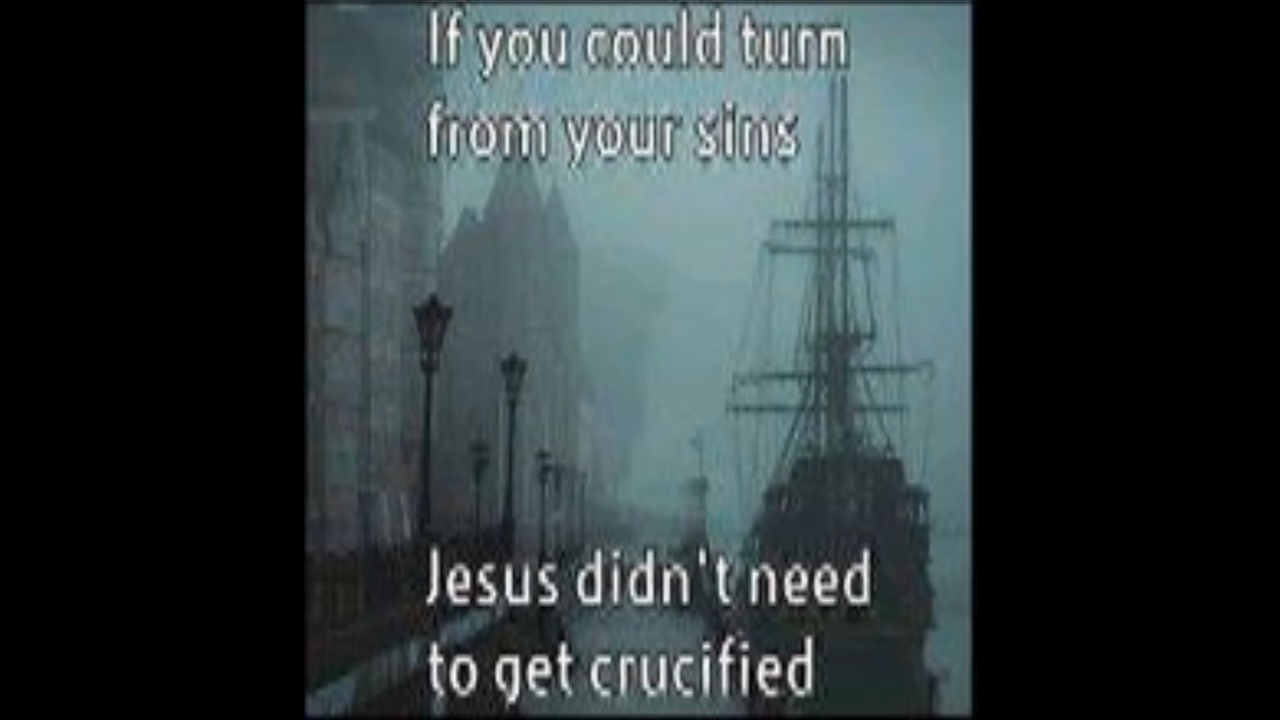 If you could turn
from your sins
Jesus didn't need
to get crucified